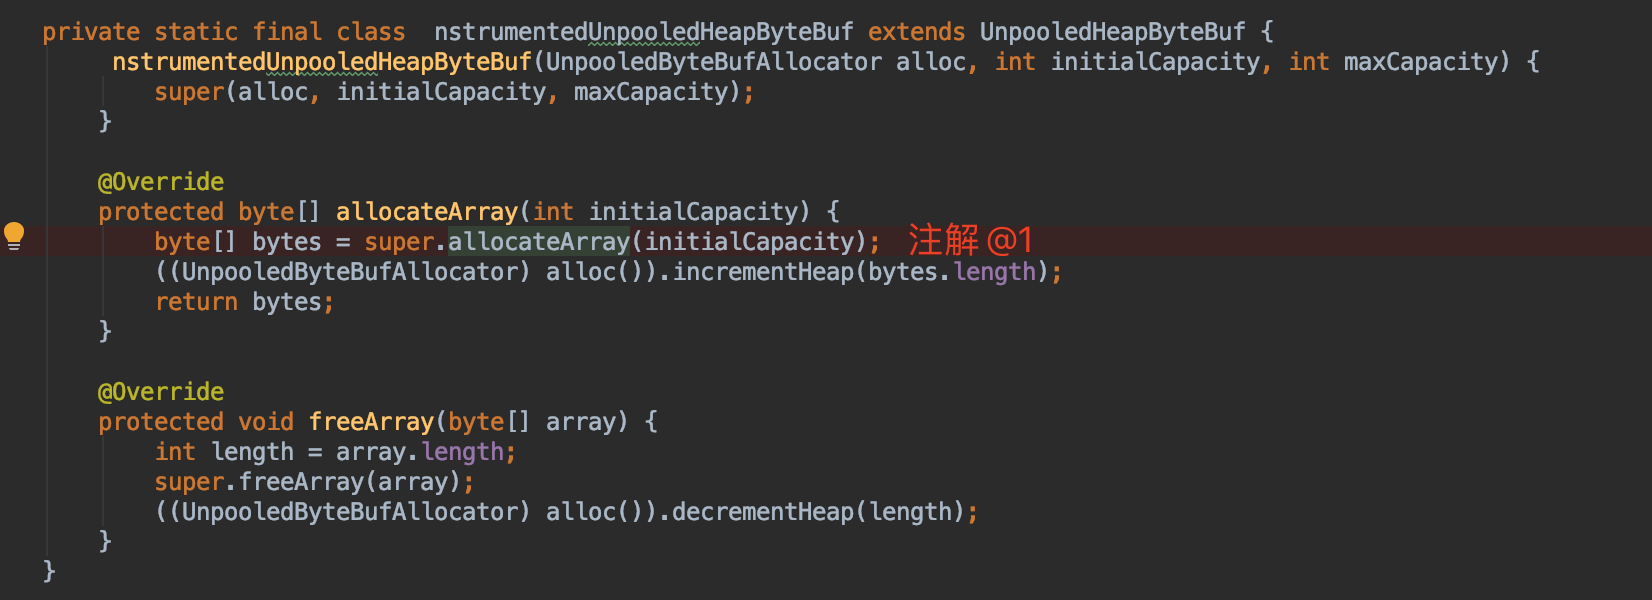 private static final class nstrumentedUnpooledHeapByteBuf extends UnpooledHeapByteBuf {
nstrumentedUnpooledHeapByteBuf(UnpooledByteBufAllocator alloc, int initialCapacity, int maxCapacity) {
super(alloc, initialCapacity, maxCapacity);
}
@Override
protected byte[] allocateArray(int initialCapacity) {
byte[] bytes = super.allocateArray(initialCapacity); 注解@1
((UnpooledByteBufAllocator) alloc()).incrementHeap(bytes.length);
return bytes;
}
@Override
protected void freeArray(byte[] array) {
int length = array.length;
super.freeArray(array);
((UnpooledByteBufAllocator) alloc()).decrementHeap(length);
}
}